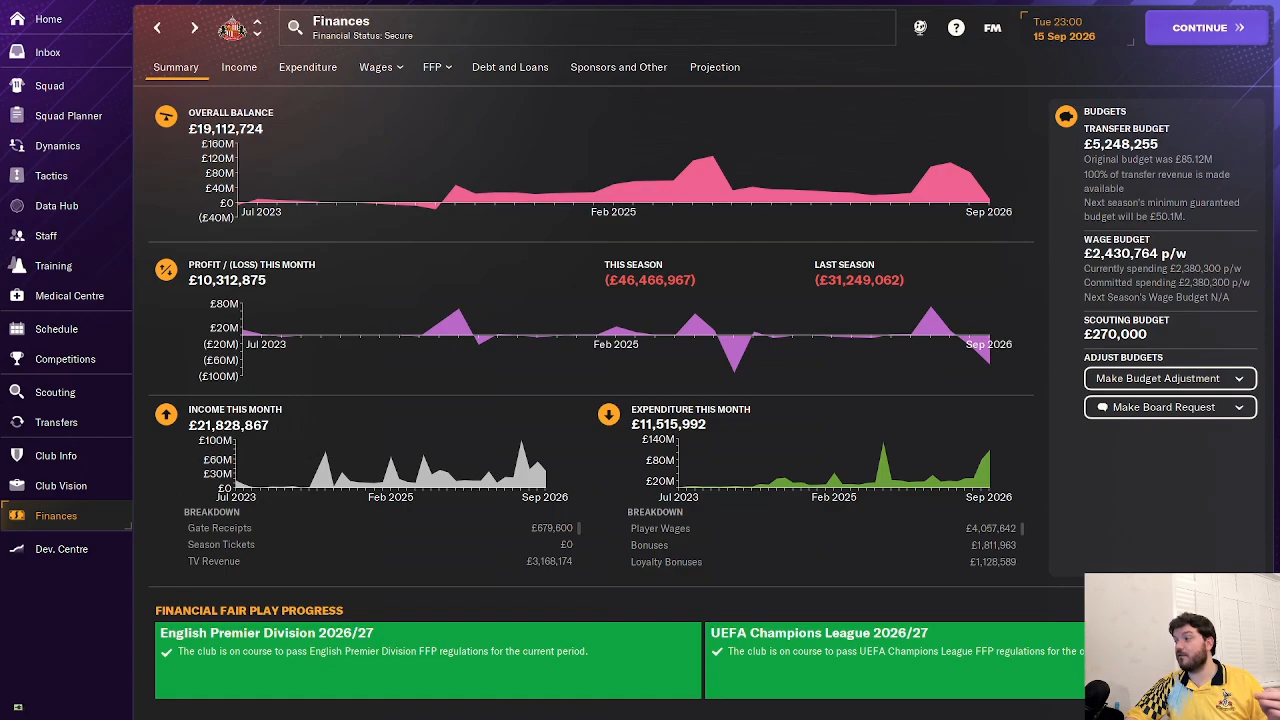 Home
Inbox
Squad
Squad Planner
Dynamics
Tactics
Data Hub
Staff
Training
Medical Centre
Schedule
Competitions
Scouting
Transfers
Club Info
Club Vision
Finances
Dev. Centre
Finances
Financial Status: Secure
?
FM
Tue 23:00
15 Sep 2026
CONTINUE
Summary
Income
Expenditure
Wages
FFP
Debt and Loans
Sponsors and Other
Projection
OVERALL BALANCE
£19,112,724
£160M
£120M
£80M
£40M
£0
(£40M)
Jul 2023
Feb 2025
Sep 2026
PROFIT / (LOSS) THIS MONTH
£10,312,875
THIS SEASON
(£46,466,967)
LAST SEASON
(£31,249,062)
£80M
£20M
(£20M)
(£60M)
(£100M)
Jul 2023
Feb 2025
Sep 2026
INCOME THIS MONTH
£21,828,867
£100M
£60M
£30M
£0
Jul 2023
Feb 2025
Sep 2026
BREAKDOWN
Gate Receipts £679,600
Season Tickets £0
TV Revenue £3,168,174
EXPENDITURE THIS MONTH
£11,515,992
£140M
£80M
£20M
Jul 2023
Feb 2025
Sep 2026
BREAKDOWN
Player Wages £4,057,642
Bonuses £1,811,963
Loyalty Bonuses £1,128,589
BUDGETS
TRANSFER BUDGET
£5,248,255
Original budget was £85.12M
100% of transfer revenue is made
available
Next season's minimum guaranteed
budget will be £50.1M.
WAGE BUDGET
£2,430,764 p/w
Currently spending £2,380,300 p/w
Committed spending £2,380,300 p/w
Next Season's Wage Budget N/A
SCOUTING BUDGET
£270,000
ADJUST BUDGETS
Make Budget Adjustment
Make Board Request
FINANCIAL FAIR PLAY PROGRESS
English Premier Division 2026/27
The club is on course to pass English Premier Division FFP regulations for the current period.
UEFA Champions League 2026/27
The club is on course to pass UEFA Champions League FFP regulations for the c